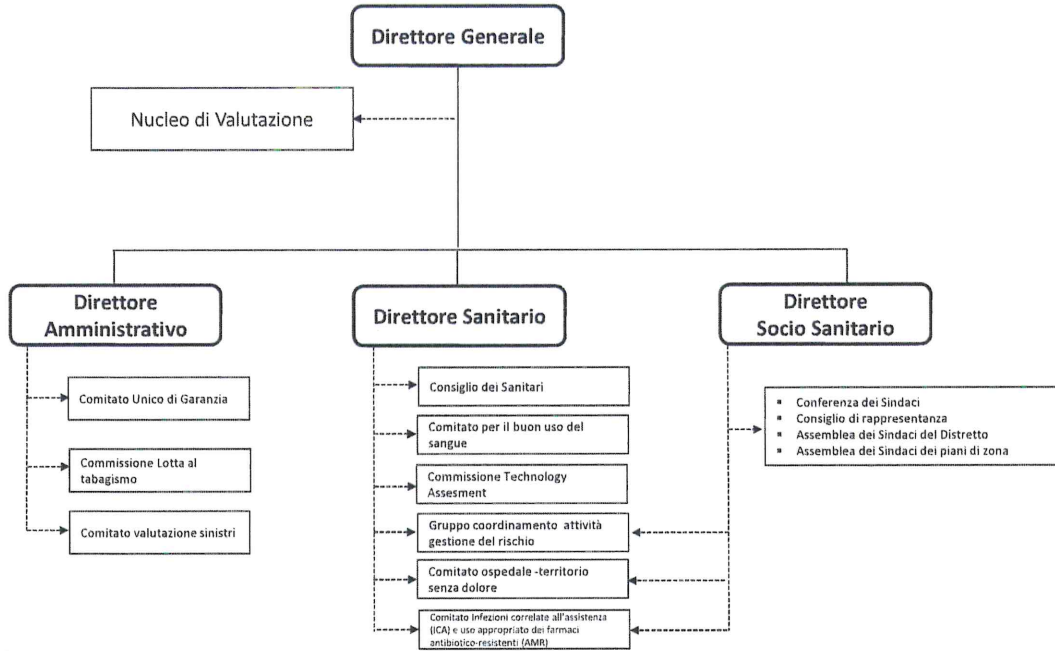 Direttore Generale
Nucleo di Valutazione
Direttore
Amministrativo
Direttore Sanitario
Direttore
Socio Sanitario
Comitato Unico di Garanzia
Commissione Lotta al
tabagismo
Comitato valutazione sinistri
Consiglio dei Sanitari
Comitato per il buon uso del
sangue
Commissione Technology
Assesment
Gruppo coordinamento attività
gestione del rischio
Comitato ospedale -territorio
senza dolore
Comitato Infezioni correlate all'assistenza
(ICA) e uso appropriato dei farmaci
antibiotico-resistenti (AMR)
▪ Conferenza dei Sindaci
▪ Consiglio di rappresentanza
▪ Assemblea dei Sindaci del Distretto
▪ Assemblea dei Sindaci dei piani di zona